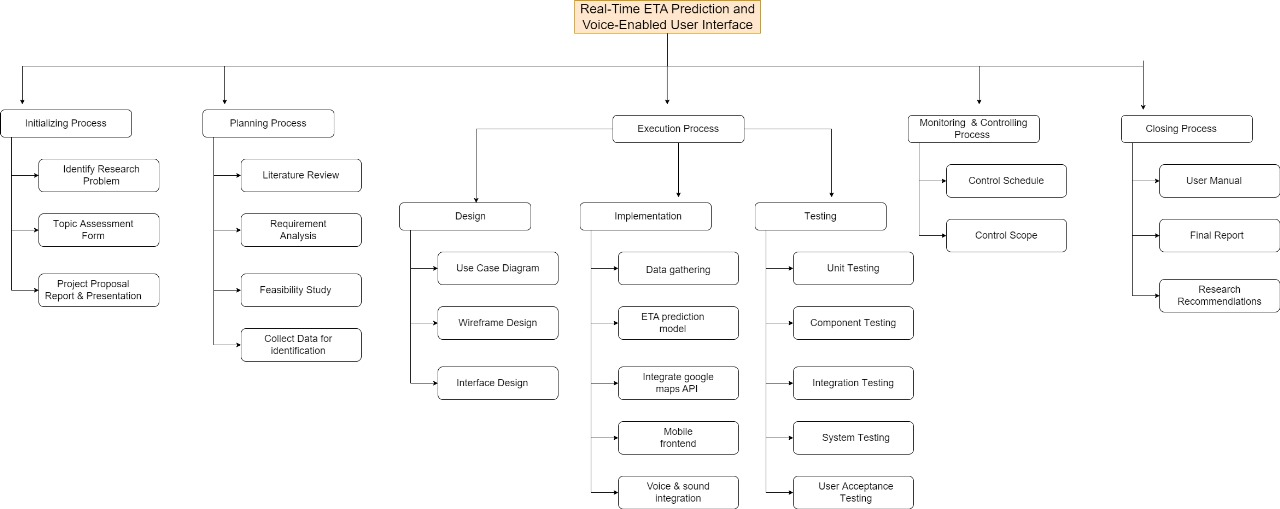 Real-Time ETA Prediction and
Voice-Enabled User Interface
Initializing Process
Identify Research
Problem
Topic Assessment
Form
Project Proposal
Report & Presentation
Planning Process
Literature Review
Requirement
Analysis
Feasibility Study
Collect Data for
identification
Execution Process
Design
Use Case Diagram
Wireframe Design
Interface Design
Implementation
Data gathering
ETA prediction
model
Integrate google
maps API
Mobile
frontend
Voice & sound
integration
Testing
Unit Testing
Component Testing
Integration Testing
System Testing
User Acceptance
Testing
Monitoring & Controlling
Process
Control Schedule
Control Scope
Closing Process
User Manual
Final Report
Research
Recommendations